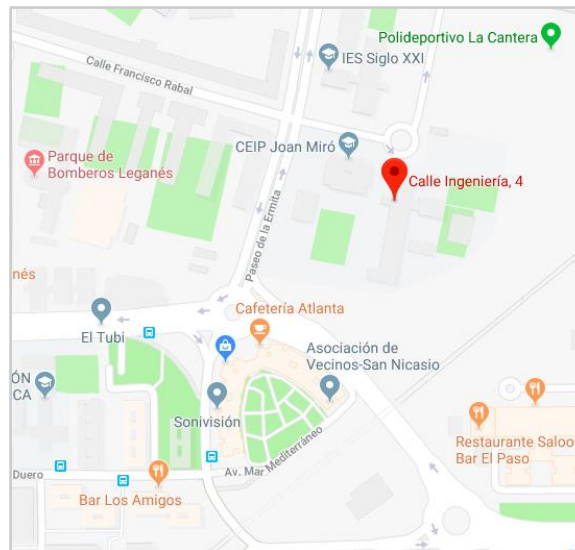 Polideportivo La Cantera
IES Siglo XXI
Calle Francisco Rabal
CEIP Joan Miró
Parque de
Bomberos Leganés
Calle Ingeniería, 4
Paseo de la Ermita
nés
Cafetería Atlanta
El Tubi
Asociación de
Vecinos-San Nicasio
ÓN
CA
Sonivisión
Restaurante Saloo
Bar El Paso
Av. Mar Mediterráneo
Duero
Bar Los Amigos